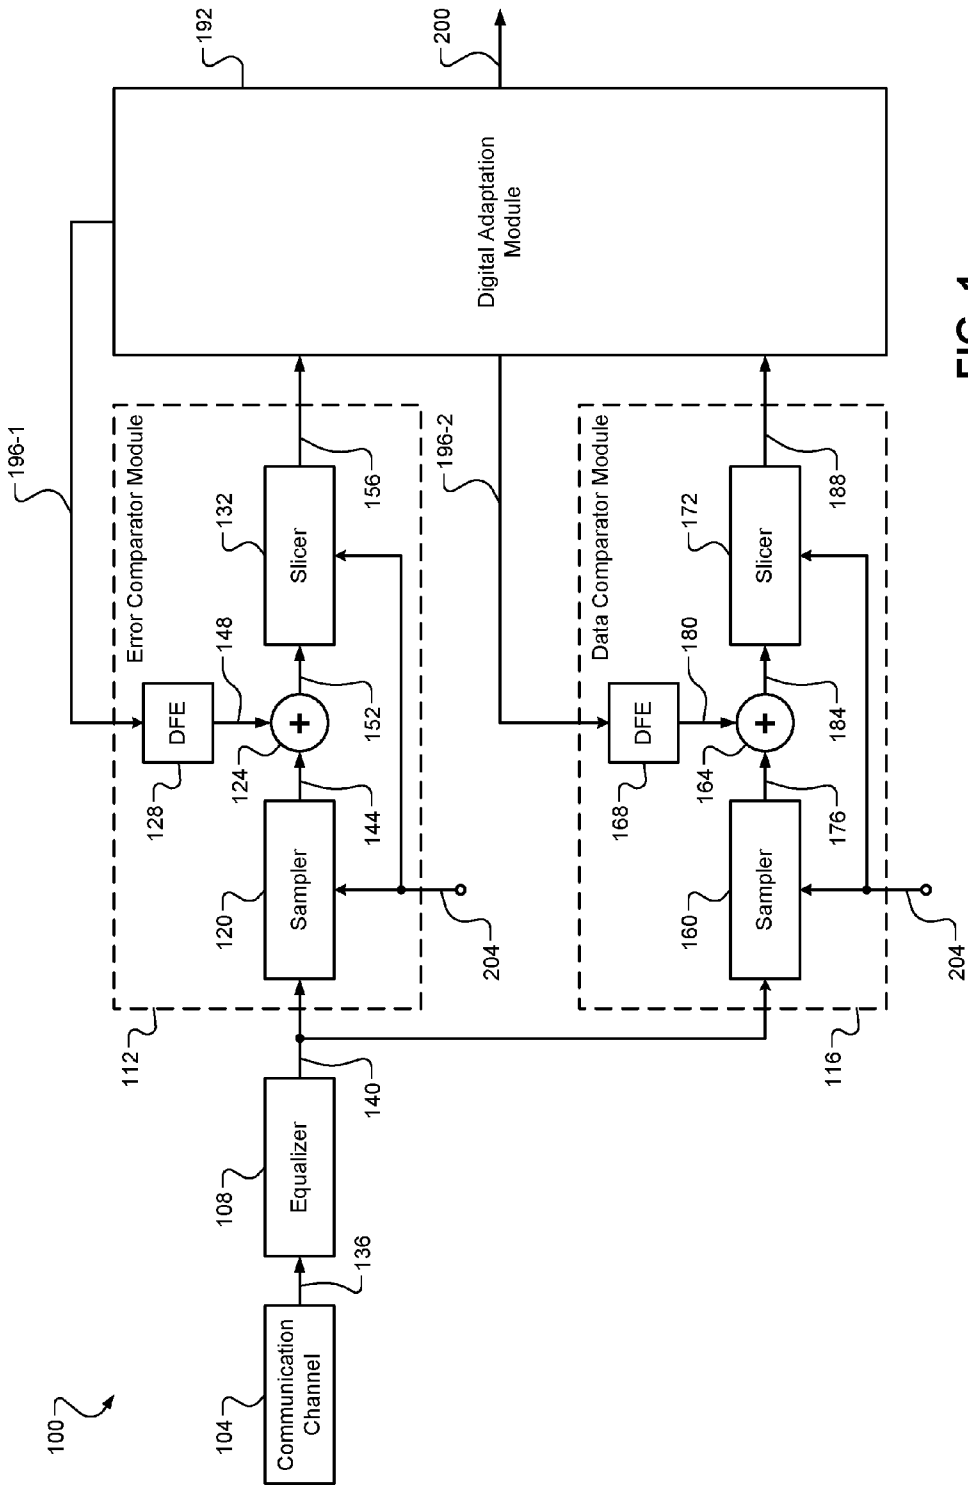 196-1
100
112
Error Comparator Module
128
DFE
192
108
120
124
148
132
Communication
Channel
Equalizer
Sampler
+
Slicer
104
136
140
144
152
156
200
196-2
204
Digital Adaptation
Module
Data Comparator Module
168
DFE
160
164
180
172
Sampler
+
Slicer
116
176
184
188
204
FIG. 1